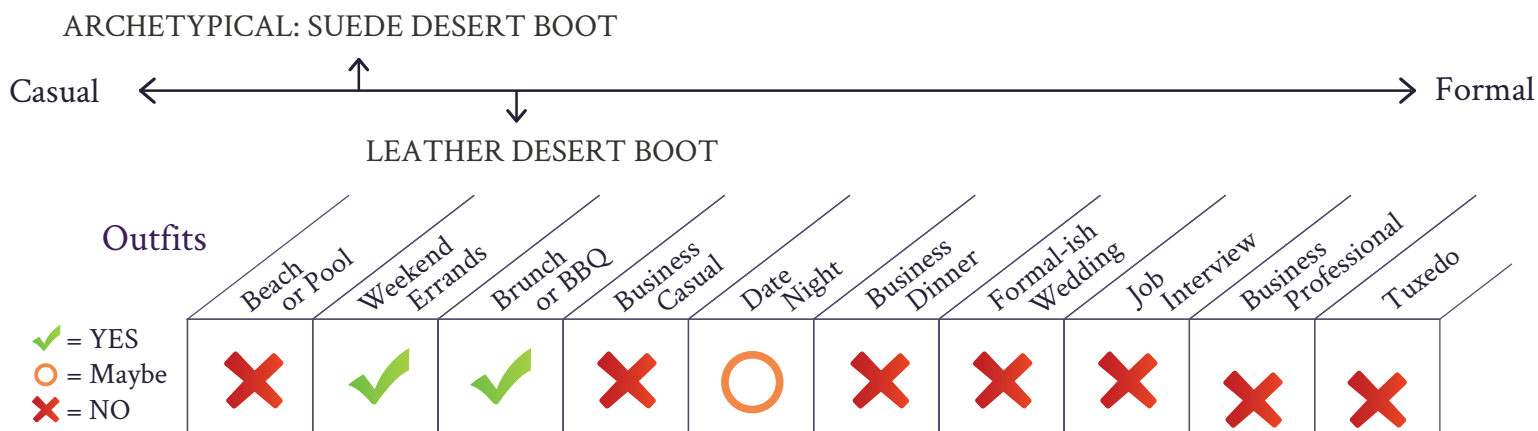 ARCHETYPICAL: SUEDE DESERT BOOT
Casual
Formal
LEATHER DESERT BOOT
Outfits
Beach
or Pool
Weekend
Errands
Brunch
or BBQ
Business
Casual
Date
Night
Business
Dinner
Formal-ish
Wedding
Job
Interview
Business
Professional
Tuxedo
= YES
= Maybe
= NO